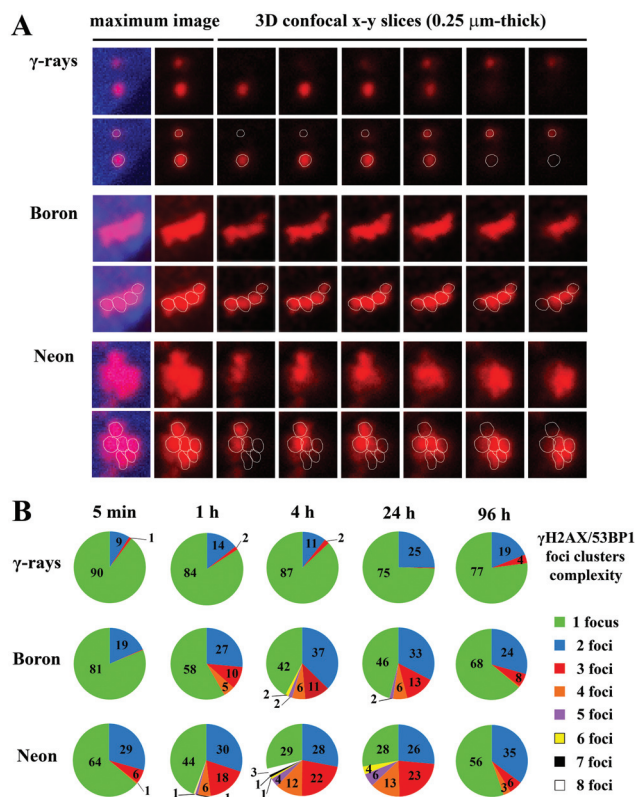 A
maximum image
3D confocal x-y slices (0.25 µm-thick)
γ-rays
Boron
Neon
B
5 min
1 h
4 h
24 h
96 h
γH2AX/53BP1
foci clusters
complexity
γ-rays
9
1
90
14
2
84
11
2
87
25
75
19
4
77
Boron
19
81
27
10
5
58
37
11
6
2
2
42
33
13
6
2
46
24
8
68
Neon
29
6
1
64
30
18
6
1
1
44
28
22
12
5
1
1
3
29
26
23
13
6
4
28
35
6
3
56
1 focus
2 foci
3 foci
4 foci
5 foci
6 foci
7 foci
8 foci